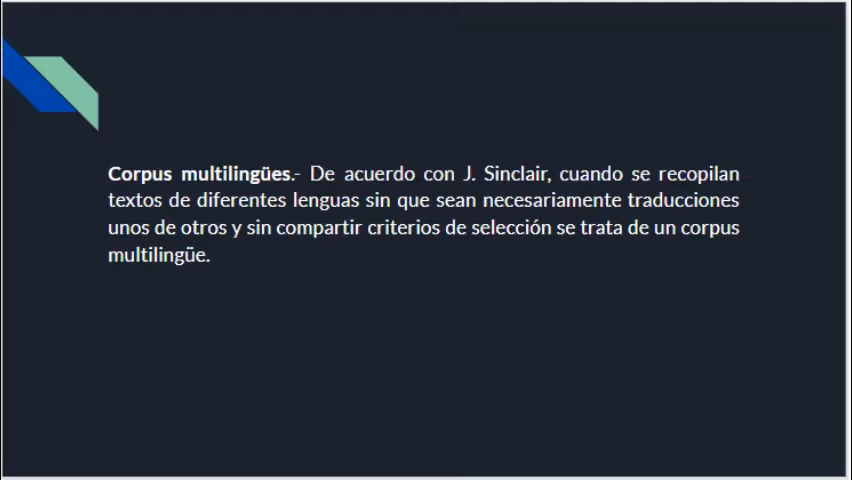 Corpus multilingües.- De acuerdo con J. Sinclair, cuando se recopilan
textos de diferentes lenguas sin que sean necesariamente traducciones
unos de otros y sin compartir criterios de selección se trata de un corpus
multilingüe.